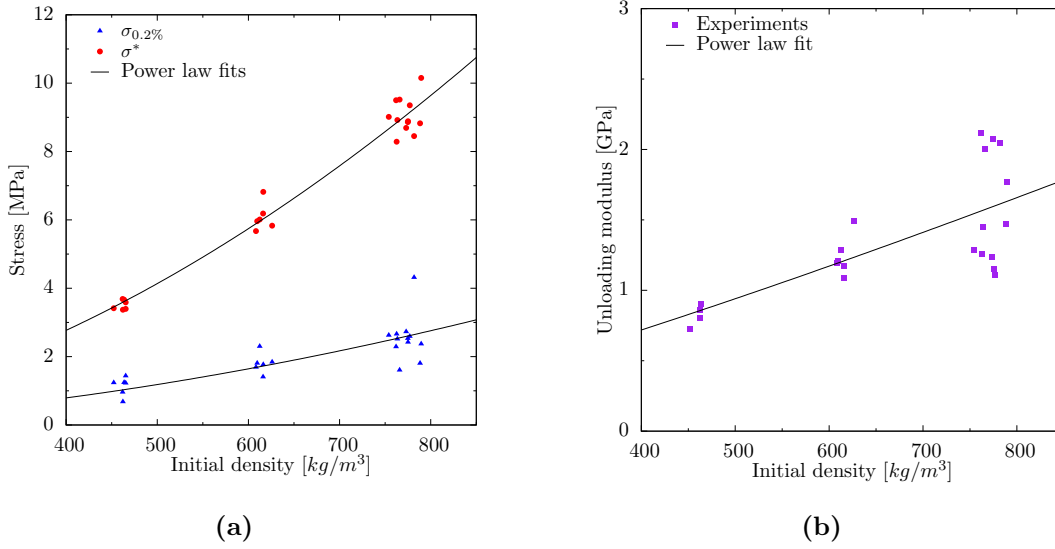 12
10
8
6
4
2
0
Stress [MPa]
σ0.2%
σ*
Power law fits
400 500 600 700 800
Initial density [kg/m³]
(a)
3
2
1
0
Unloading modulus [GPa]
Experiments
Power law fit
400 500 600 700 800
Initial density [kg/m³]
(b)